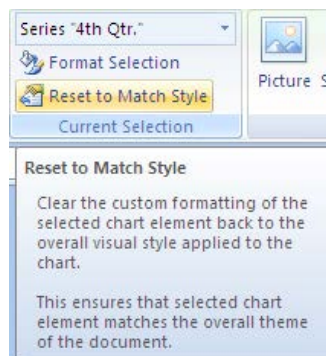 Series "4th Qtr."
Format Selection
Reset to Match Style
Current Selection
Picture
Reset to Match Style
Clear the custom formatting of the
selected chart element back to the
overall visual style applied to the
chart.
This ensures that selected chart
element matches the overall theme
of the document.